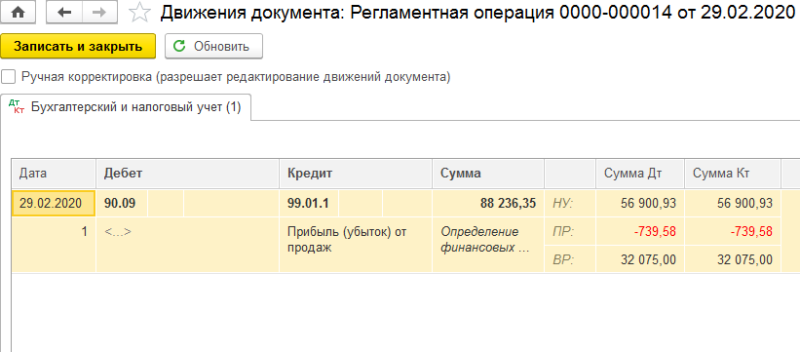 Движения документа: Регламентная операция 0000-000014 от 29.02.2020
Записать и закрыть
Обновить
Ручная корректировка (разрешает редактирование движений документа)
Дт Кт Бухгалтерский и налоговый учет (1)
Дата Дебет Кредит Сумма Сумма Дт Сумма Кт
29.02.2020 90.09 99.01.1 88 236,35 НУ: 56 900,93 56 900,93
1 <...> Прибыль (убыток) от Определение ПР: -739,58 -739,58
продаж финансовых ... ВР: 32 075,00 32 075,00